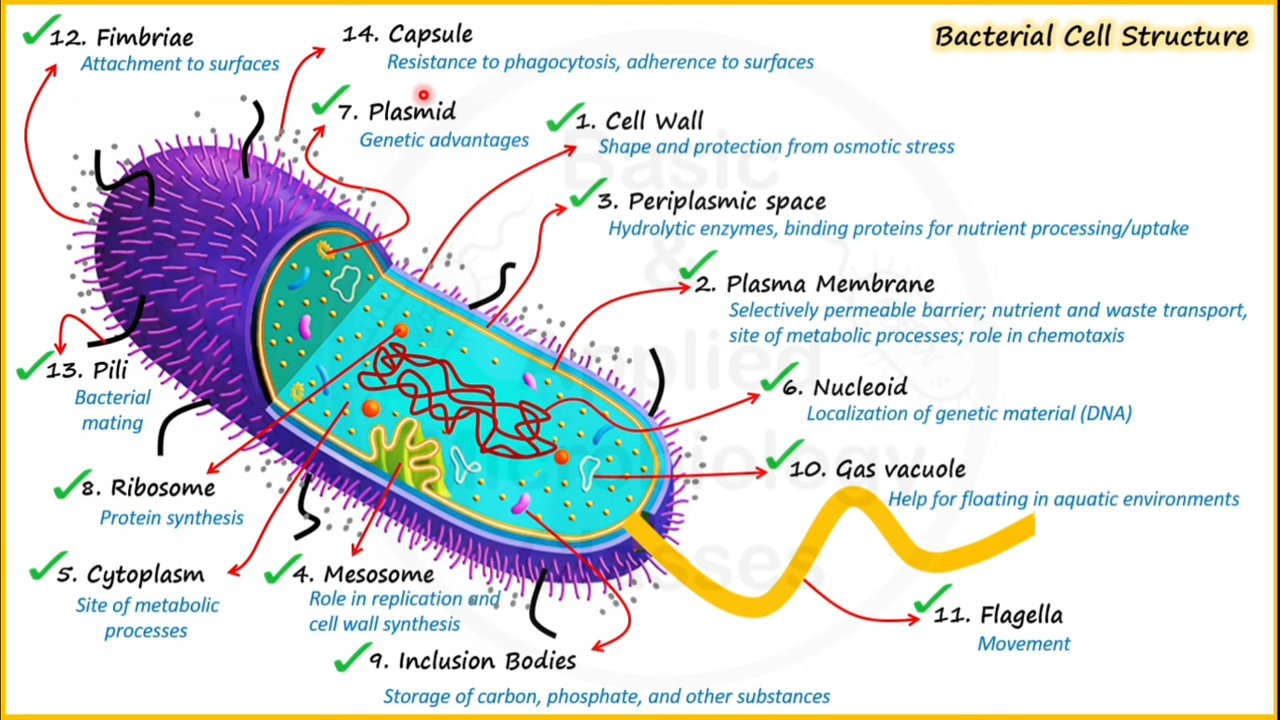 Bacterial Cell Structure
12. Fimbriae
Attachment to surfaces
14. Capsule
Resistance to phagocytosis, adherence to surfaces
7. Plasmid
Genetic advantages
1. Cell Wall
Shape and protection from osmotic stress
3. Periplasmic space
Hydrolytic enzymes, binding proteins for nutrient processing/uptake
2. Plasma Membrane
Selectively permeable barrier; nutrient and waste transport,
site of metabolic processes; role in chemotaxis
13. Pili
Bacterial
mating
6. Nucleoid
Localization of genetic material (DNA)
10. Gas vacuole
Help for floating in aquatic environments
8. Ribosome
Protein synthesis
5. Cytoplasm
Site of metabolic
processes
4. Mesosome
Role in replication and
cell wall synthesis
11. Flagella
Movement
9. Inclusion Bodies
Storage of carbon, phosphate, and other substances
Basic
&
Applied
Microbiology